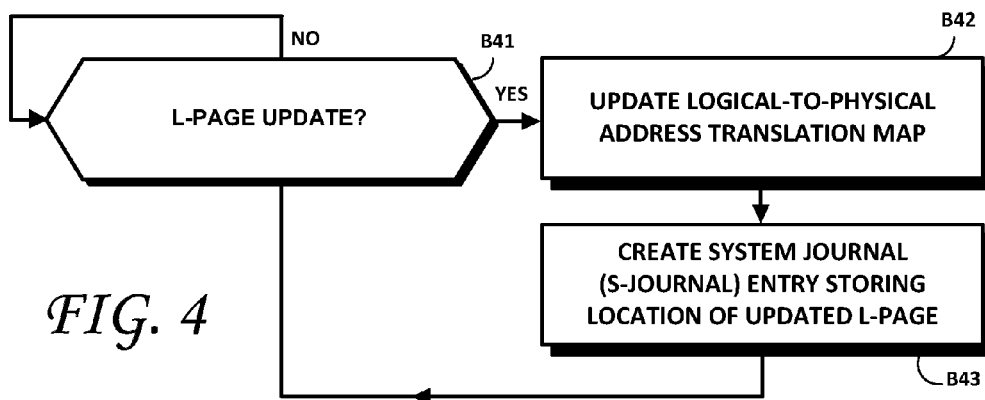 NO
B41
L-PAGE UPDATE?
YES
B42
UPDATE LOGICAL-TO-PHYSICAL
ADDRESS TRANSLATION MAP
CREATE SYSTEM JOURNAL
(S-JOURNAL) ENTRY STORING
LOCATION OF UPDATED L-PAGE
B43
FIG. 4